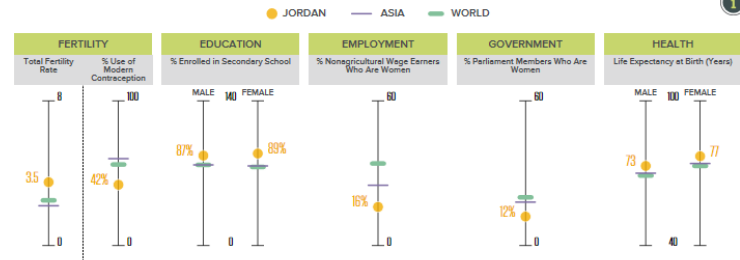 JORDAN ASIA WORLD
1
FERTILITY
Total Fertility
Rate
% Use of
Modern
Contraception
8
100
3.5
42%
0
0
EDUCATION
% Enrolled in Secondary School
MALE 140 FEMALE
87%
89%
0
EMPLOYMENT
% Nonagricultural Wage Earners
Who Are Women
60
16%
0
GOVERNMENT
% Parliament Members Who Are
Women
60
12%
0
HEALTH
Life Expectancy at Birth (Years)
MALE 100 FEMALE
73
77
40